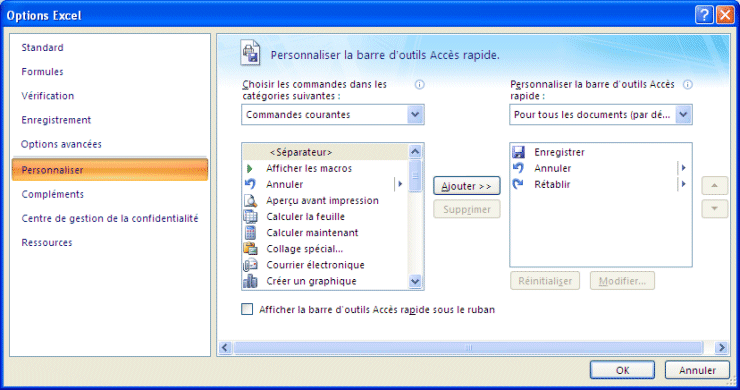 Options Excel
Standard
Formules
Vérification
Enregistrement
Options avancées
Personnaliser
Compléments
Centre de gestion de la confidentialité
Ressources
Personnaliser la barre d'outils Accès rapide.
Choisir les commandes dans les
catégories suivantes :
Commandes courantes
<Séparateur>
Afficher les macros
Annuler
Aperçu avant impression
Calculer la feuille
Calculer maintenant
Collage spécial...
Courrier électronique
Créer un graphique
Ajouter >>
Supprimer
Personnaliser la barre d'outils Accès
rapide :
Pour tous les documents (par dé...
Enregistrer
Annuler
Rétablir
Réinitialiser
Modifier...
Afficher la barre d'outils Accès rapide sous le ruban
OK
Annuler